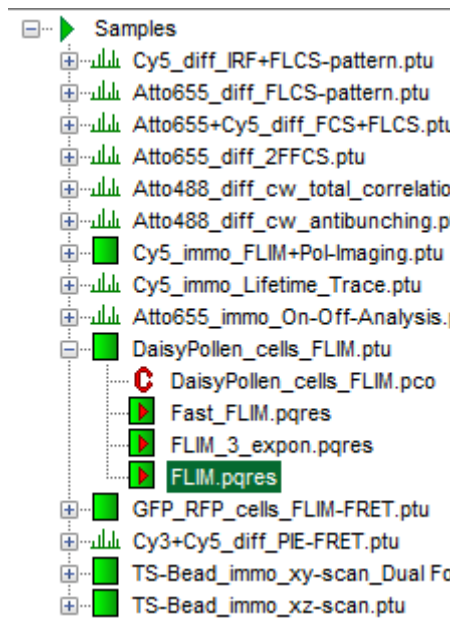 Samples
Cy5_diff_IRF+FLCS-pattern.ptu
Atto655_diff_FLCS-pattern.ptu
Atto655+Cy5_diff_FCS+FLCS.ptu
Atto655_diff_2FFCS.ptu
Atto488_diff_cw_total_correlatio
Atto488_diff_cw_antibunching.p
Cy5_immo_FLIM+Pol-Imaging.ptu
Cy5_immo_Lifetime_Trace.ptu
Atto655_immo_On-Off-Analysis.
DaisyPollen_cells_FLIM.ptu
C DaisyPollen_cells_FLIM.pco
Fast_FLIM.pqres
FLIM_3_expon.pqres
FLIM.pqres
GFP_RFP_cells_FLIM-FRET.ptu
Cy3+Cy5_diff_PIE-FRET.ptu
TS-Bead_immo_xy-scan_Dual Fo
TS-Bead_immo_xz-scan.ptu